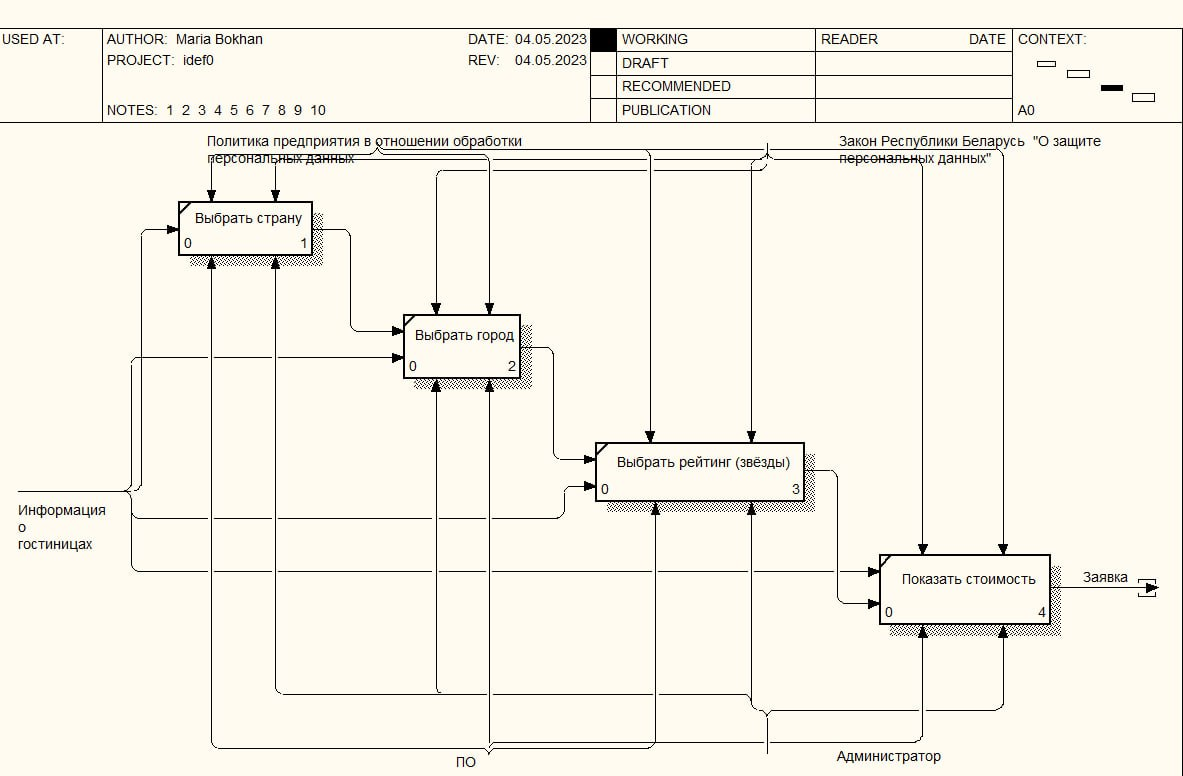 USED AT:
AUTHOR: Maria Bokhan
DATE: 04.05.2023
PROJECT: idef0
REV: 04.05.2023
NOTES: 1 2 3 4 5 6 7 8 9 10
WORKING
DRAFT
RECOMMENDED
PUBLICATION
READER DATE
CONTEXT:
A0
Политика предприятия в отношении обработки
персональных данных
Закон Республики Беларусь "О защите
персональных данных"
Выбрать страну
0 1
Выбрать город
0 2
Выбрать рейтинг (звёзды)
0 3
Информация
о
гостиницах
Показать стоимость
0 4
Заявка
ПО
Администратор